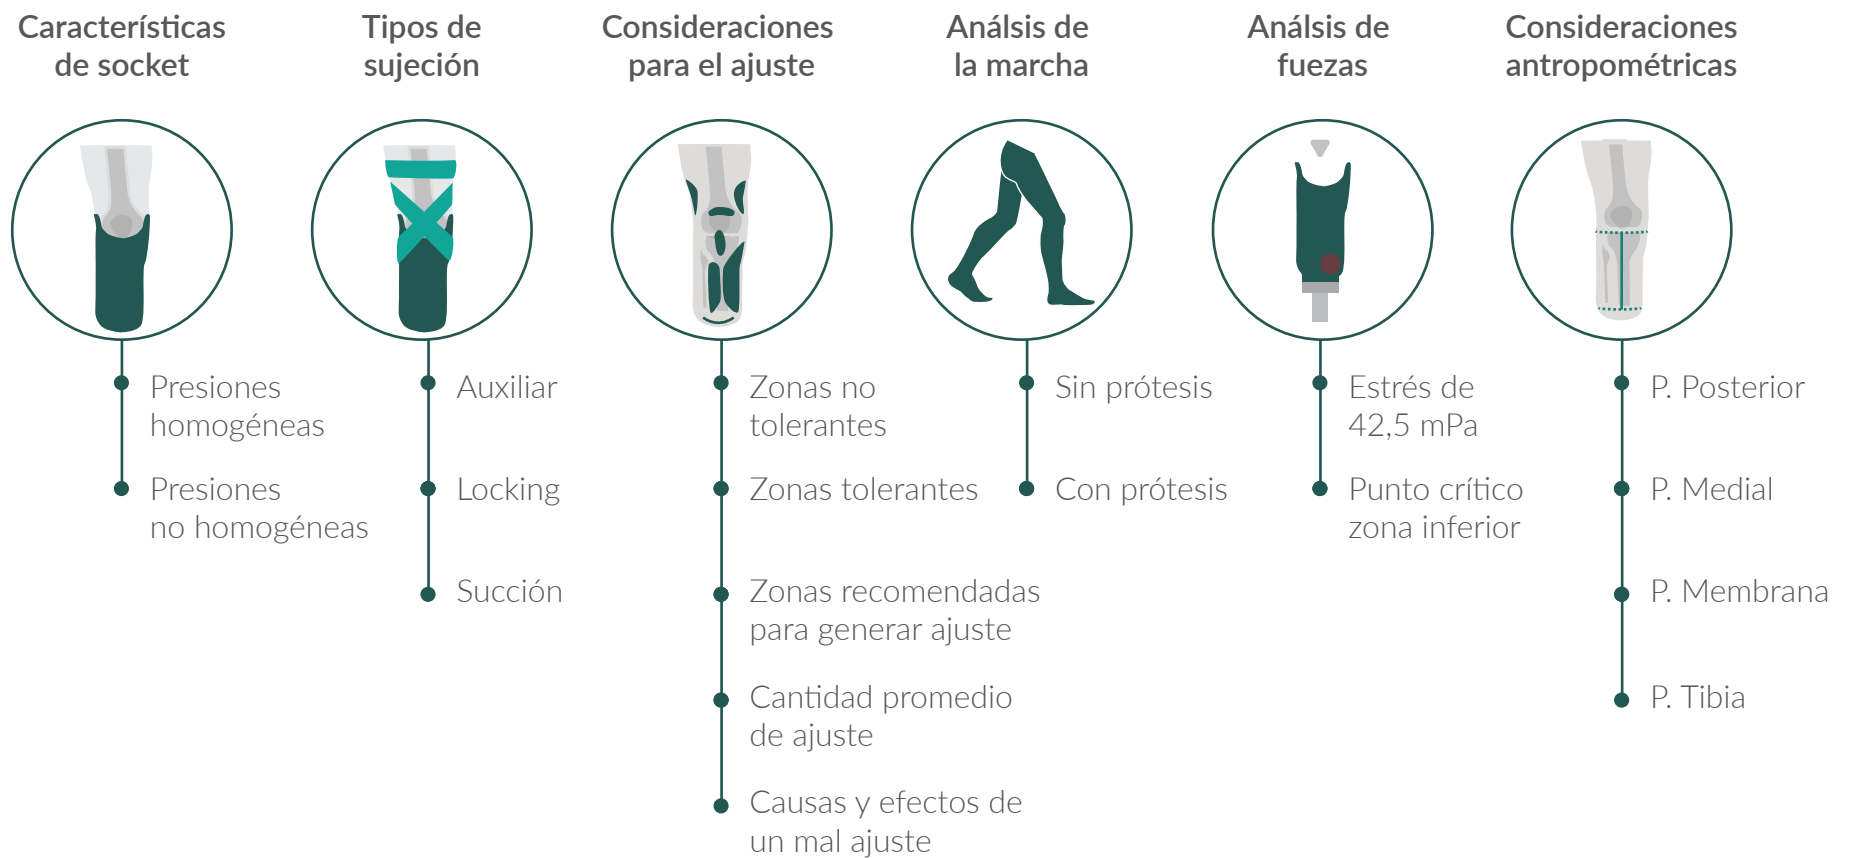 Características
de socket
Presiones
homogéneas
Presiones
no homogéneas
Tipos de
sujeción
Auxiliar
Locking
Succión
Consideraciones
para el ajuste
Zonas no
tolerantes
Zonas tolerantes
Zonas recomendadas
para generar ajuste
Cantidad promedio
de ajuste
Causas y efectos de
un mal ajuste
Análsis de
la marcha
Sin prótesis
Con prótesis
Análsis de
fuezas
Estrés de
42,5 mPa
Punto crítico
zona inferior
Consideraciones
antropométricas
P. Posterior
P. Medial
P. Membrana
P. Tibia